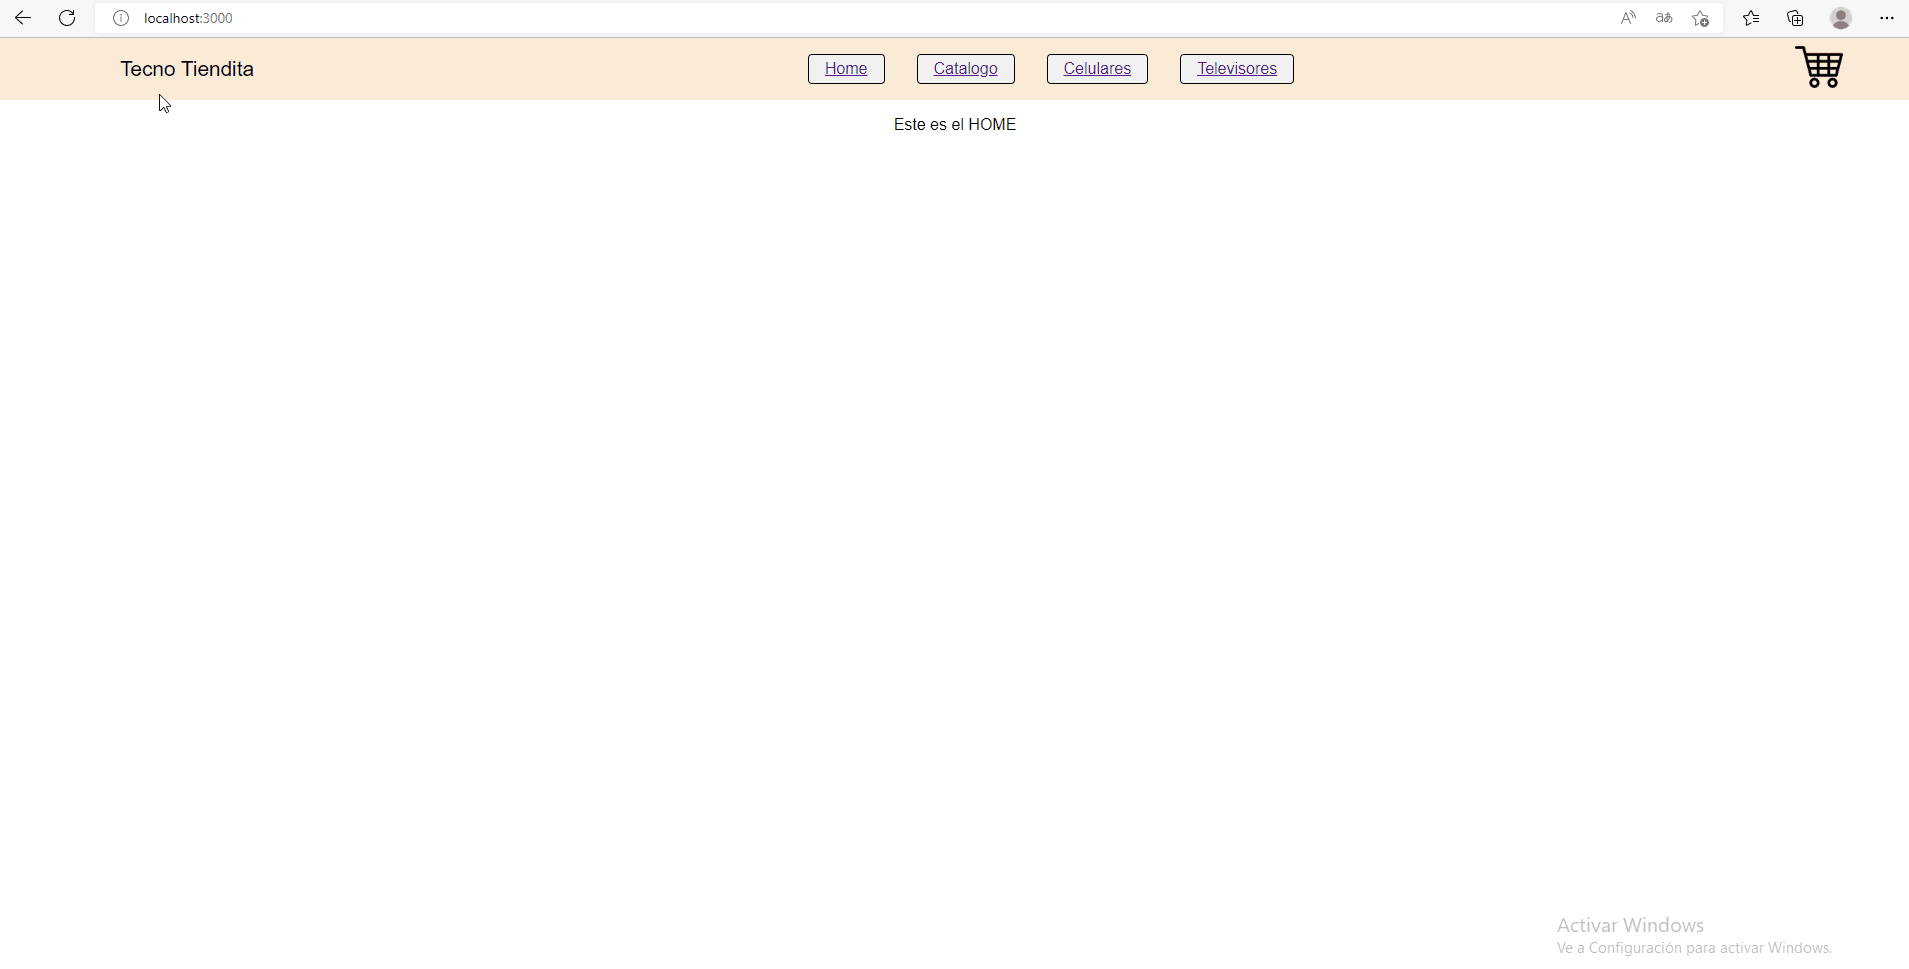 localhost:3000
Tecno Tiendita
Home
Catalogo
Celulares
Televisores
Este es el HOME
Activar Windows
Ve a Configuración para activar Windows.